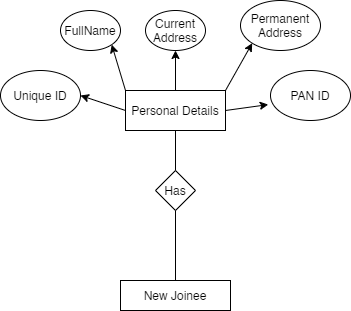 FullName
Current
Address
Permanent
Address
Unique ID
Personal Details
PAN ID
Has
New Joinee